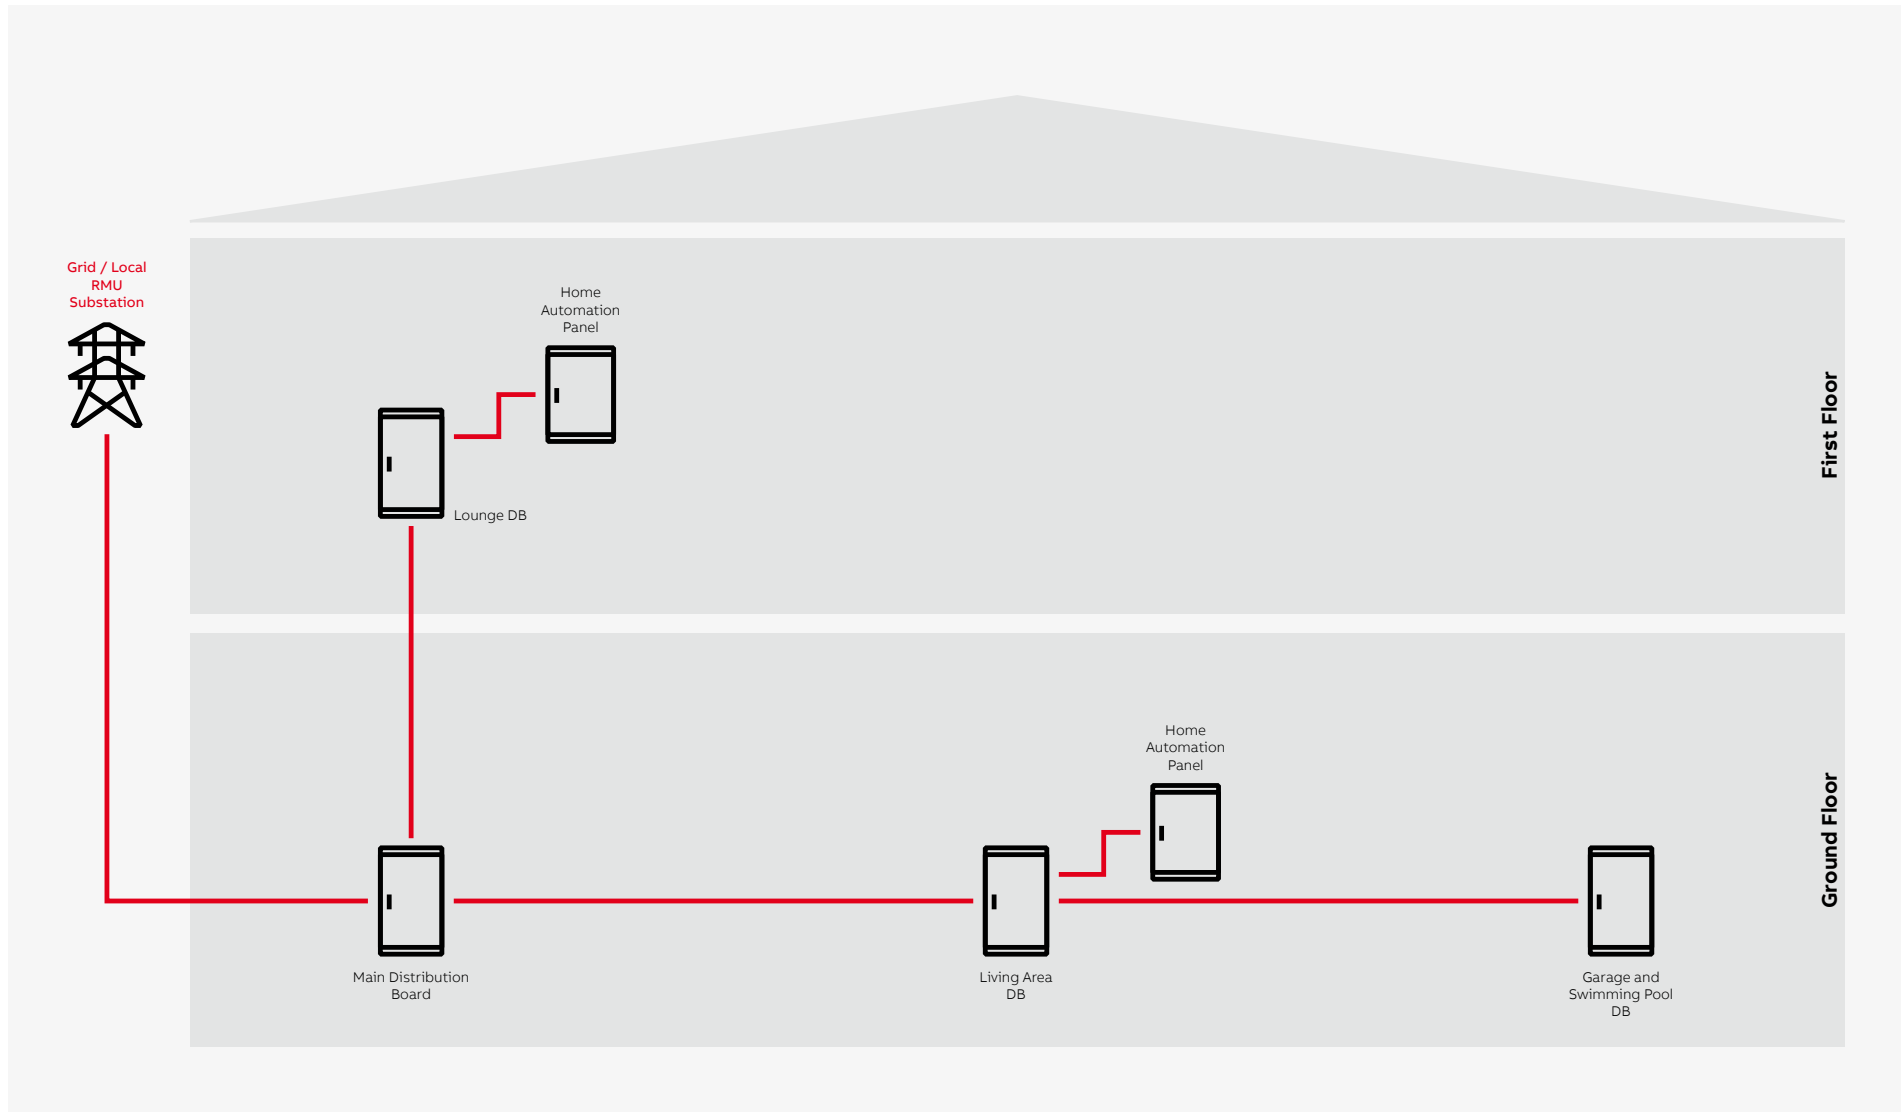 Grid / Local
RMU
Substation
Home
Automation
Panel
Lounge DB
First Floor
Home
Automation
Panel
Ground Floor
Main Distribution
Board
Living Area
DB
Garage and
Swimming Pool
DB